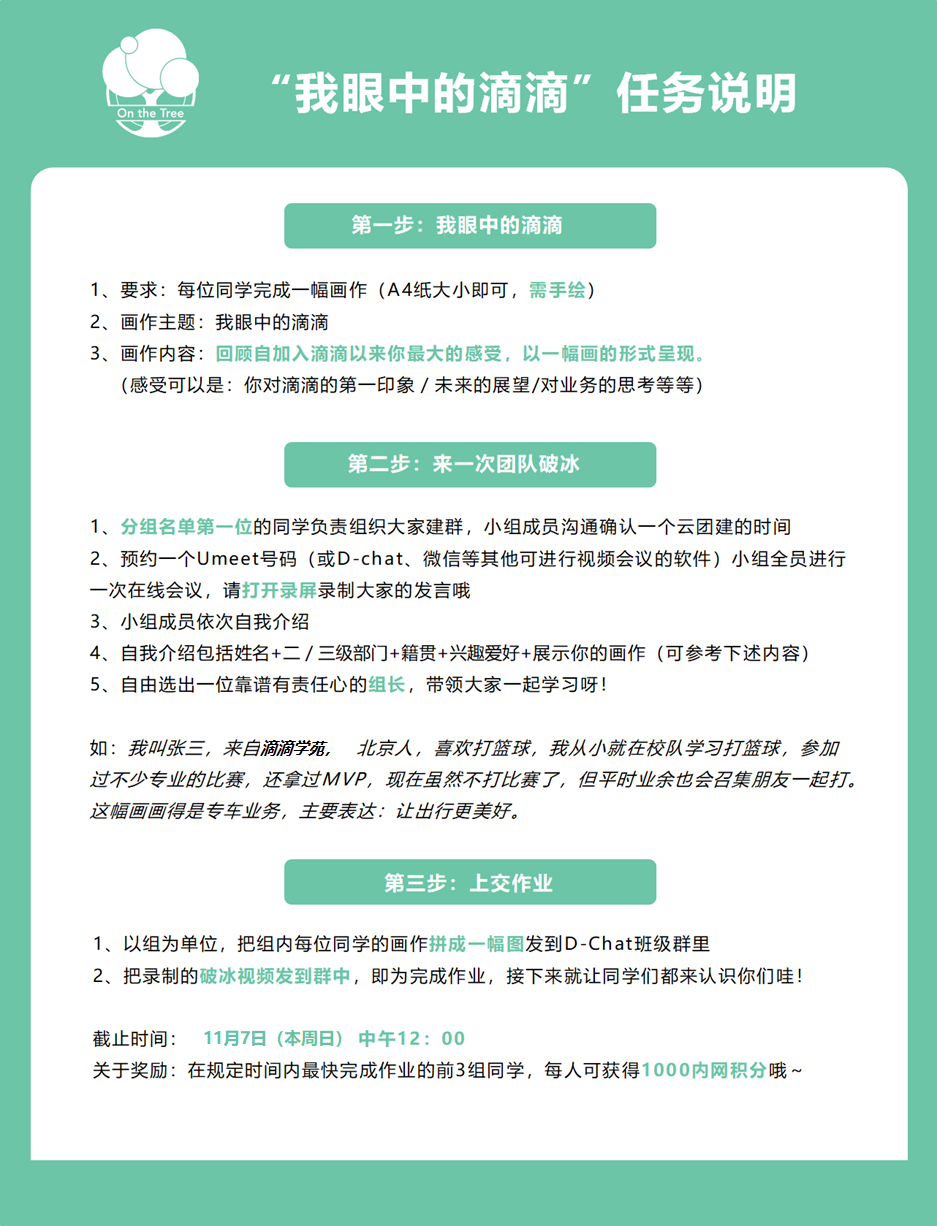 On the Tree
“我眼中的滴滴”任务说明
第一步：我眼中的滴滴
1、要求：每位同学完成一幅画作（A4纸大小即可，需手绘）
2、画作主题：我眼中的滴滴
3、画作内容：回顾自加入滴滴以来你最大的感受，以一幅画的形式呈现。
（感受可以是：你对滴滴的第一印象 / 未来的展望/对业务的思考等等）
第二步：来一次团队破冰
1、分组名单第一位的同学负责组织大家建群，小组成员沟通确认一个云团建的时间
2、预约一个Umeet号码（或D-chat、微信等其他可进行视频会议的软件）小组全员进行
一次在线会议，请打开录屏录制大家的发言哦
3、小组成员依次自我介绍
4、自我介绍包括姓名+二 / 三级部门+籍贯+兴趣爱好+展示你的画作（可参考下述内容）
5、自由选出一位靠谱有责任心的组长，带领大家一起学习呀！
如：我叫张三，来自滴滴学苑， 北京人，喜欢打篮球，我从小就在校队学习打篮球，参加
过不少专业的比赛，还拿过MVP，现在虽然不打比赛了，但平时业余也会召集朋友一起打。
这幅画画得是专车业务，主要表达：让出行更美好。
第三步：上交作业
1、以组为单位，把组内每位同学的画作拼成一幅图发到D-Chat班级群里
2、把录制的破冰视频发到群中，即为完成作业，接下来就让同学们都来认识你们哇！
截止时间： 11月7日（本周日） 中午12：00
关于奖励：在规定时间内最快完成作业的前3组同学，每人可获得1000内网积分哦～